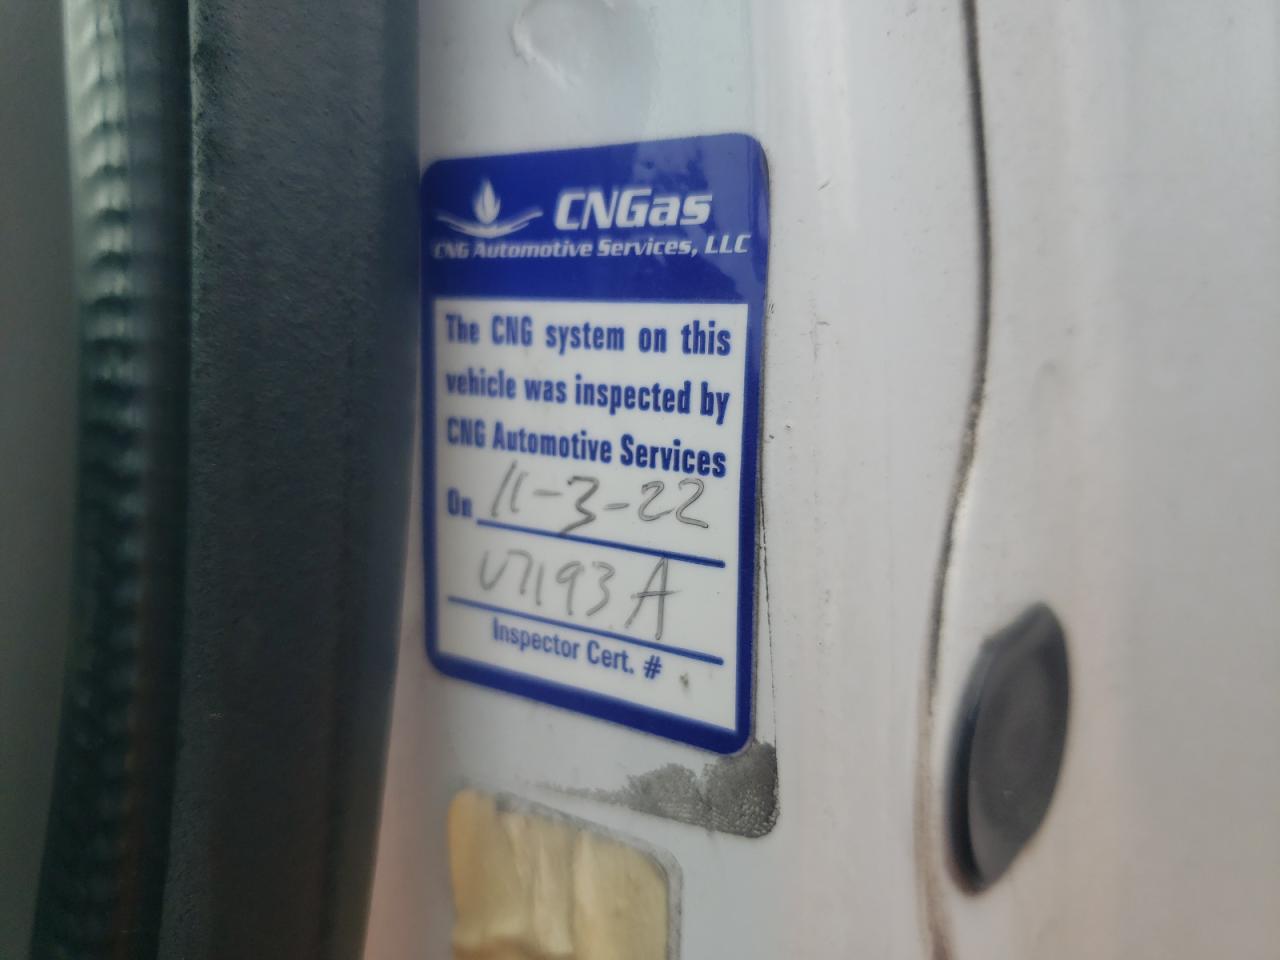 CNGas
CNG Automotive Services, LLC
The CNG system on this
vehicle was inspected by
CNG Automotive Services
On 11-3-22
V7193A
Inspector Cert. #